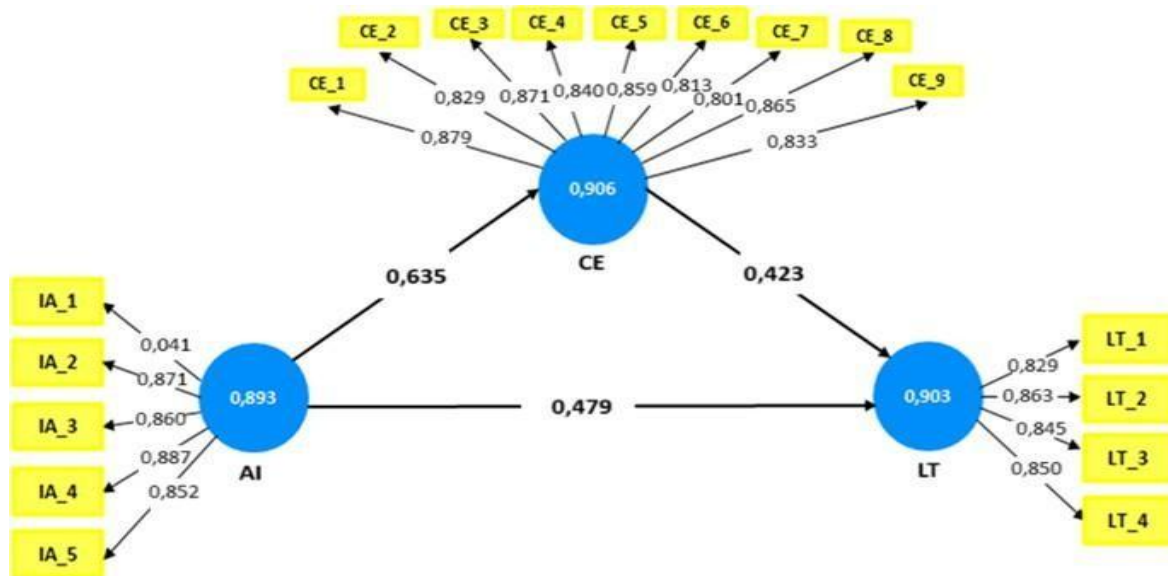 CE_1
CE_2
CE_3
CE_4
CE_5
CE_6
CE_7
CE_8
CE_9
0,879
0,829
0,871
0,840
0,859
0,813
0,801
0,865
0,833
0,906
CE
0,635
0,423
IA_1
IA_2
IA_3
IA_4
IA_5
0,041
0,871
0,860
0,887
0,852
0,893
AI
0,479
0,903
LT
0,829
0,863
0,845
0,850
LT_1
LT_2
LT_3
LT_4